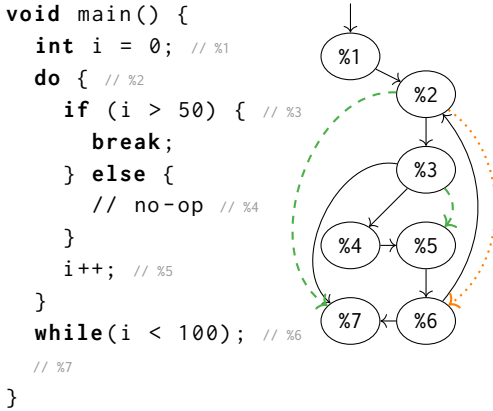 void main() {
int i = 0; // %1
do { // %2
if (i > 50) { // %3
break;
} else {
// no-op // %4
}
i++; // %5
}
while(i < 100); // %6
// %7
}
%1
%2
%3
%4 %5
%7 %6